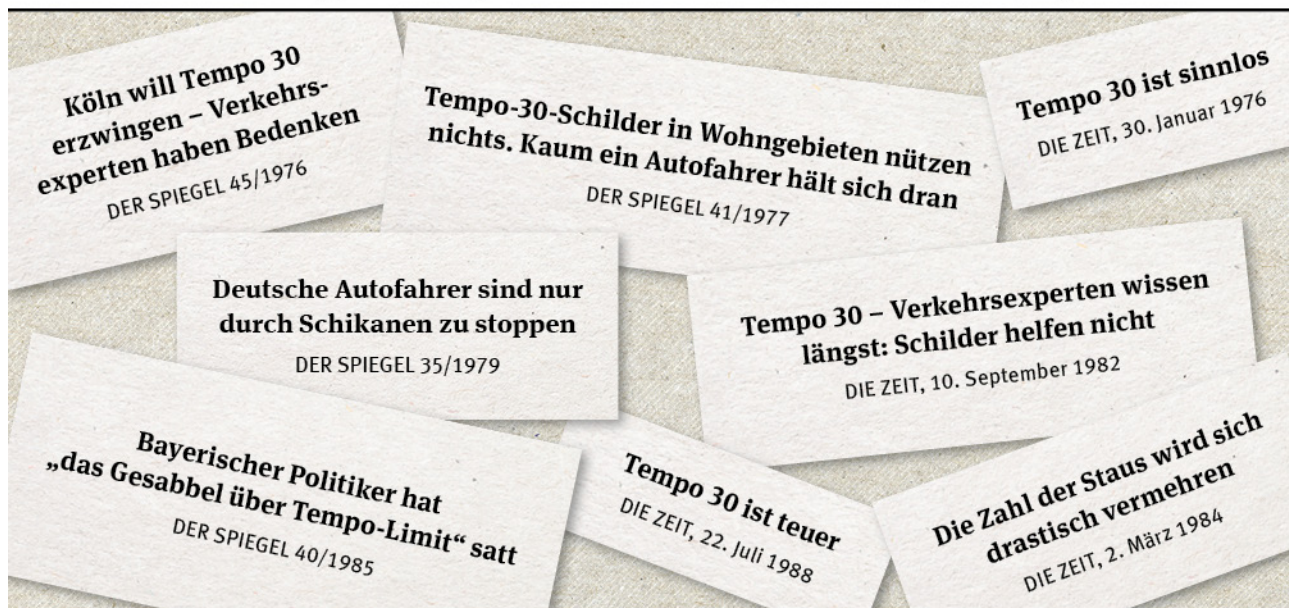 Köln will Tempo 30
erzwingen – Verkehrs-
experten haben Bedenken
DER SPIEGEL 45/1976
Tempo-30-Schilder in Wohngebieten nützen
nichts. Kaum ein Autofahrer hält sich dran
DER SPIEGEL 41/1977
Tempo 30 ist sinnlos
DIE ZEIT, 30. Januar 1976
Deutsche Autofahrer sind nur
durch Schikanen zu stoppen
DER SPIEGEL 35/1979
Tempo 30 – Verkehrsexperten wissen
längst: Schilder helfen nicht
DIE ZEIT, 10. September 1982
Bayerischer Politiker hat
„das Gesabbel über Tempo-Limit“ satt
DER SPIEGEL 40/1985
Tempo 30 ist teuer
DIE ZEIT, 22. Juli 1988
Die Zahl der Staus wird sich
drastisch vermehren
DIE ZEIT, 2. März 1984